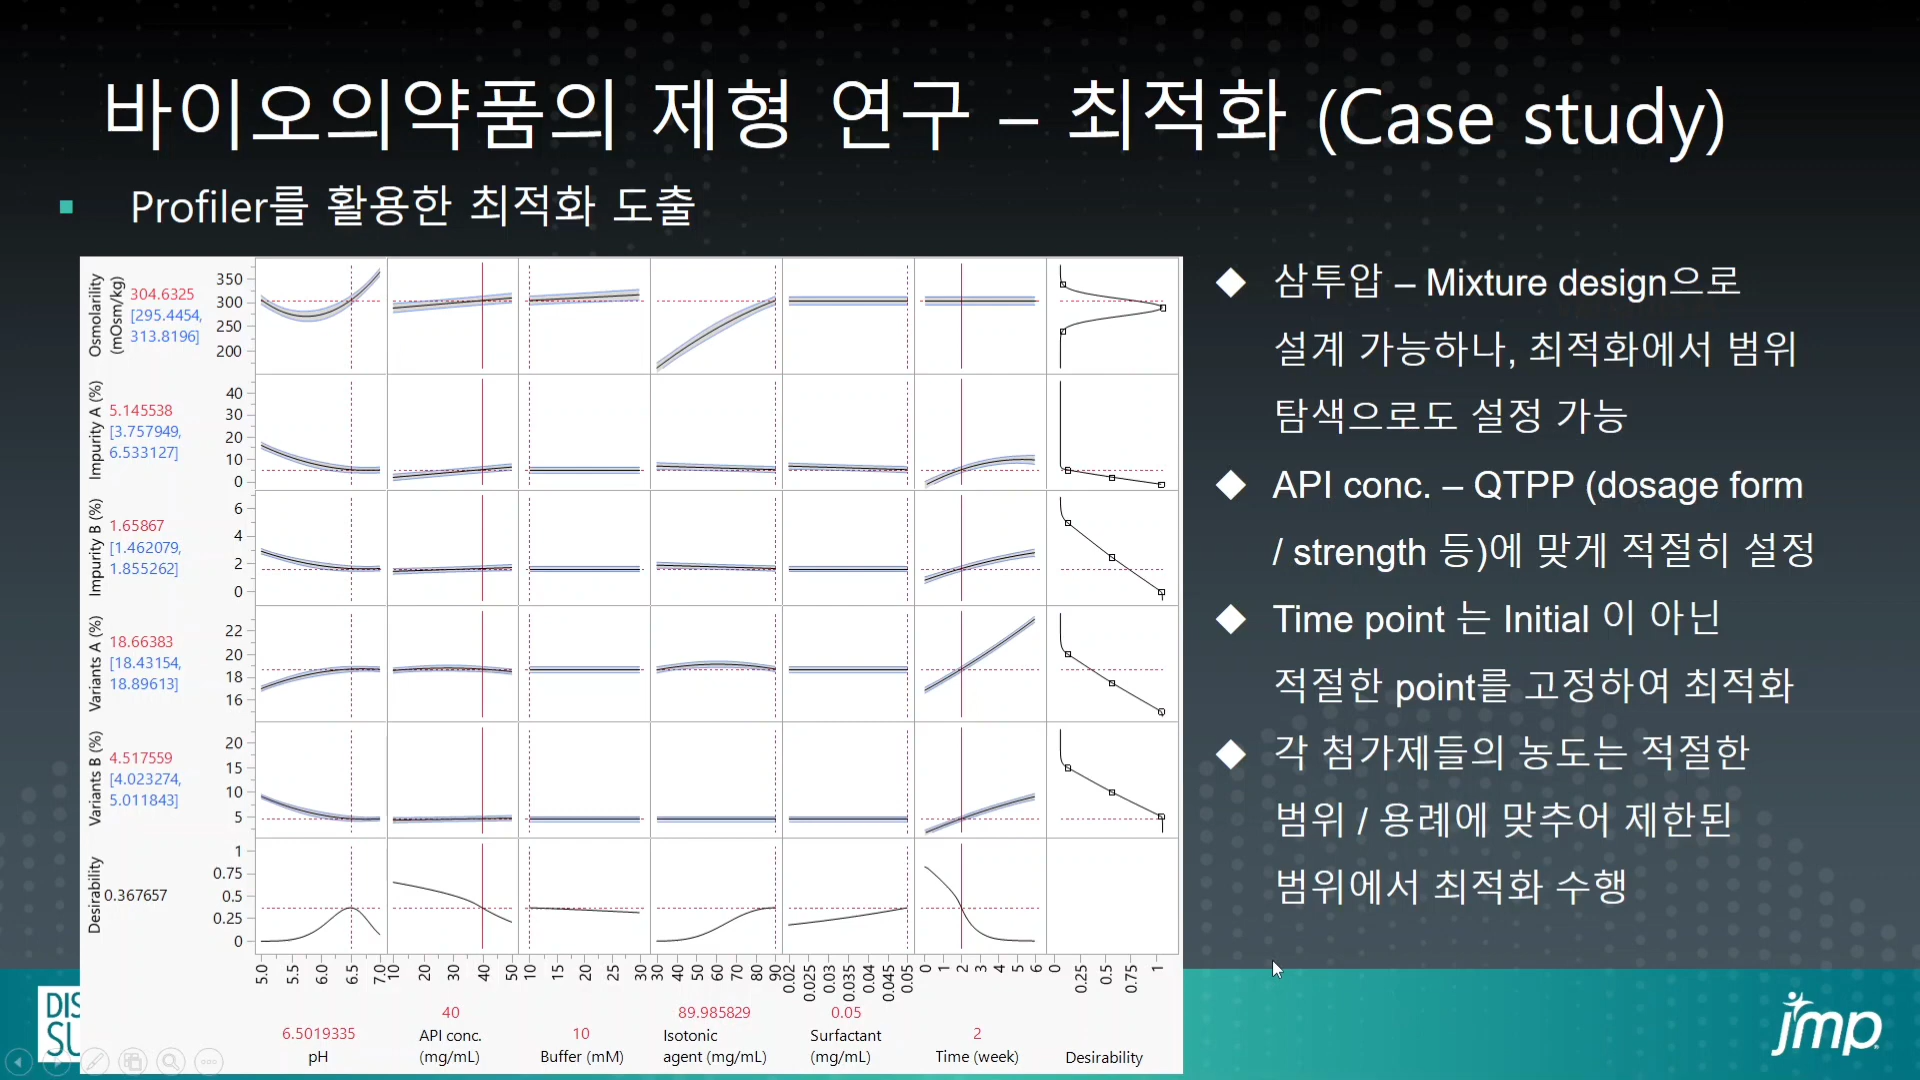 바이오의약품의 제형 연구 – 최적화 (Case study)
Profiler를 활용한 최적화 도출
Osmolarility (mOsm/kg)
304.6325
[295.4454,
313.8196]
350
300
250
200
Impurity A (%)
5.145538
[3.757949,
6.533127]
40
30
20
10
0
Impurity B (%)
1.65867
[1.462079,
1.855262]
6
4
2
0
Variants A (%)
18.66383
[18.43154,
18.89613]
22
20
18
16
Variants B (%)
4.517559
[4.023274,
5.011843]
20
15
10
5
Desirability
0.367657
1
0.75
0.5
0.25
0
5.0 5.5 6.0 6.5 7.0 10 20 30 40 50 10 15 20 25 30 30 40 50 60 70 80 90 0.02 0.025 0.03 0.035 0.04 0.045 0.05 0 1 2 3 4 5 6 0 0.25 0.5 0.75 1
6.5019335
pH
40
API conc.
(mg/mL)
10
Buffer (mM)
89.985829
Isotonic
agent (mg/mL)
0.05
Surfactant
(mg/mL)
2
Time (week)
Desirability
◆ 삼투압 – Mixture design으로
설계 가능하나, 최적화에서 범위
탐색으로도 설정 가능
◆ API conc. – QTPP (dosage form
/ strength 등)에 맞게 적절히 설정
◆ Time point 는 Initial 이 아닌
적절한 point를 고정하여 최적화
◆ 각 첨가제들의 농도는 적절한
범위 / 용례에 맞추어 제한된
범위에서 최적화 수행
jmp